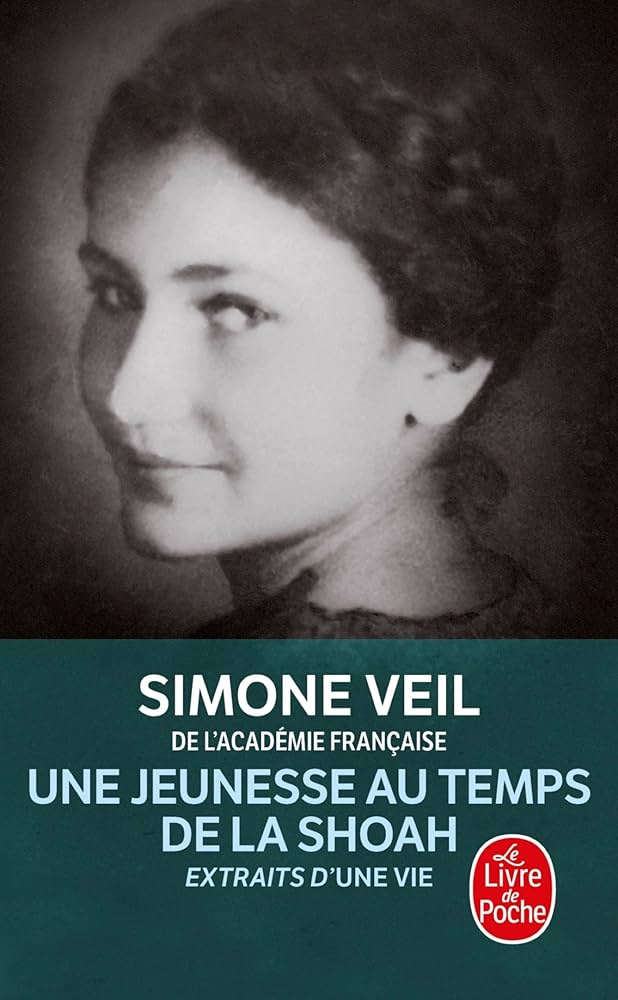 SIMONE VEIL
DE L'ACADÉMIE FRANÇAISE
UNE JEUNESSE AU TEMPS
DE LA SHOAH
EXTRAITS D'UNE VIE
Le
Livre
de
Poche